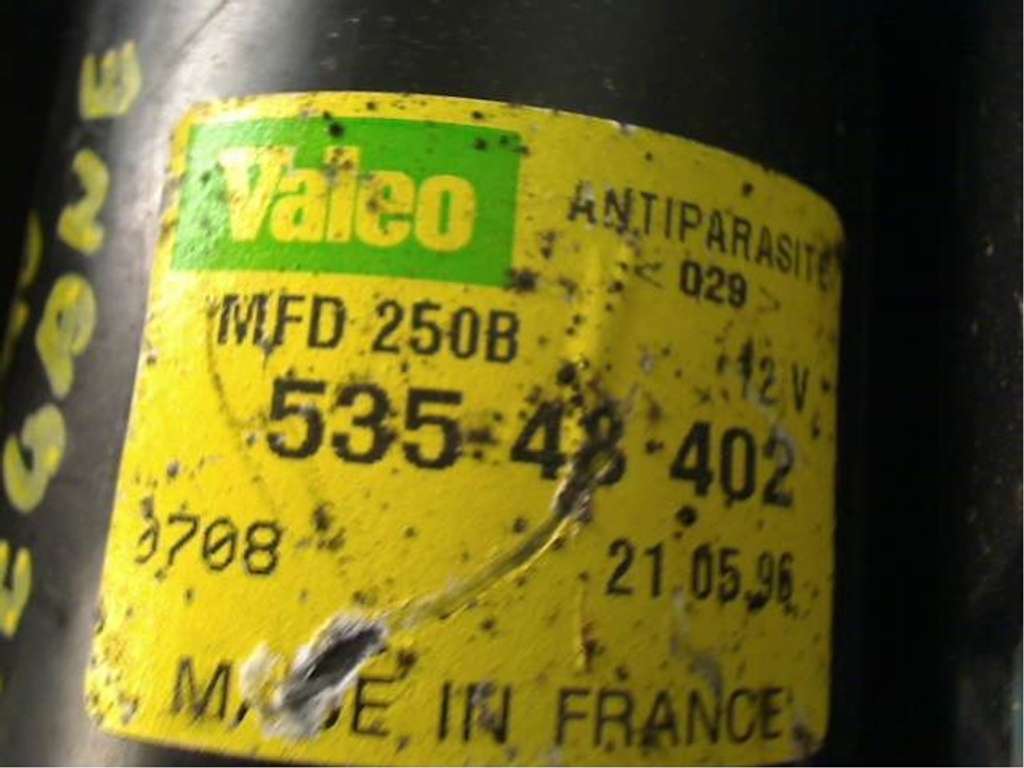 Valeo
ANTIPARASITE
< 029 >
MFD 250B
12 V
535 48 402
0708
21.05.96
MADE IN FRANCE